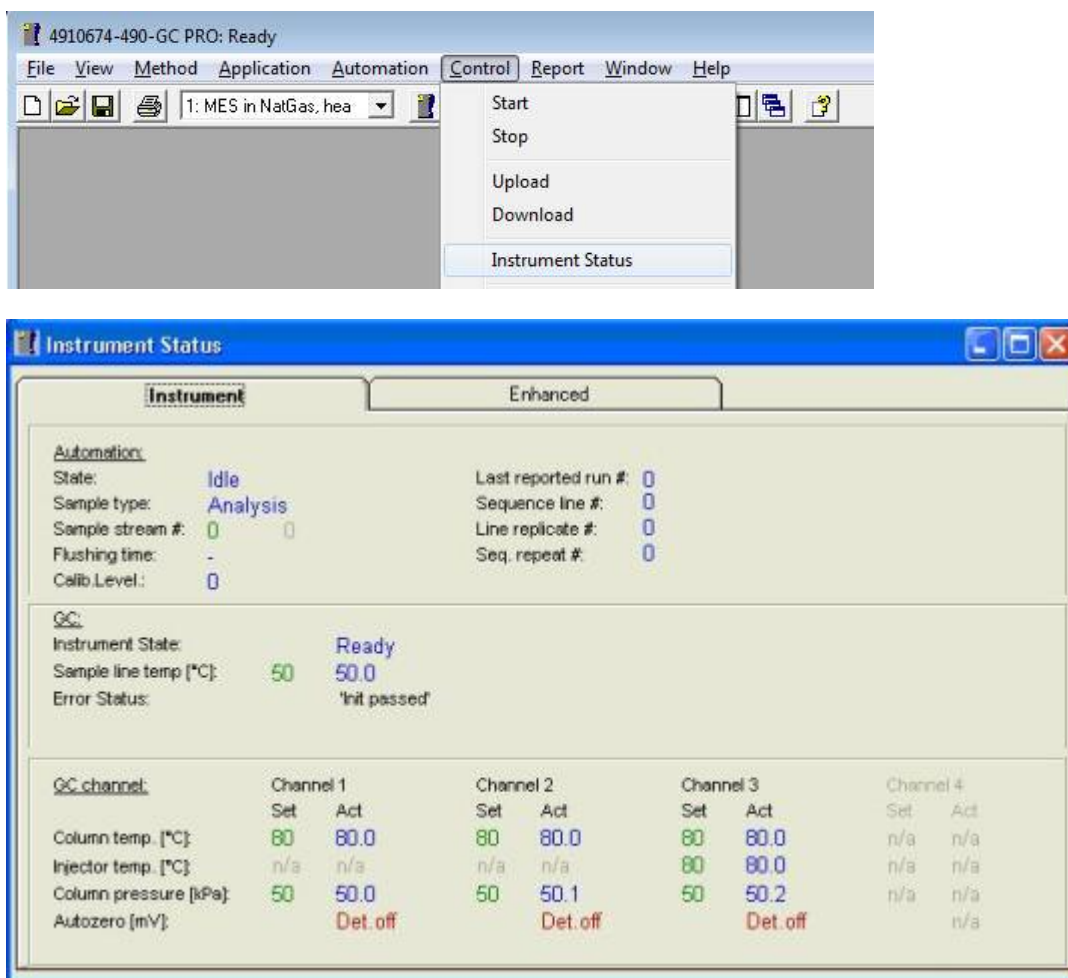 4910674-490-GC PRO: Ready
File View Method Application Automation Control Report Window Help
1: MES in NatGas, hea
Start
Stop
Upload
Download
Instrument Status
Instrument Status
Instrument Enhanced
Automation:
State: Idle Last reported run #: 0
Sample type: Analysis Sequence line #: 0
Sample stream #: 0 0 Line replicate #: 0
Flushing time: - Seq. repeat #: 0
Calib.Level.: 0
GC:
Instrument State: Ready
Sample line temp [°C]: 50 50.0
Error Status: 'Init passed'
GC channel: Channel 1 Channel 2 Channel 3 Channel 4
Set Act Set Act Set Act Set Act
Column temp. [°C]: 80 80.0 80 80.0 80 80.0 n/a n/a
Injector temp. [°C]: n/a n/a n/a n/a 80 80.0 n/a n/a
Column pressure [kPa]: 50 50.0 50 50.1 50 50.2 n/a n/a
Autozero [mV]: Det. off Det. off Det. off n/a